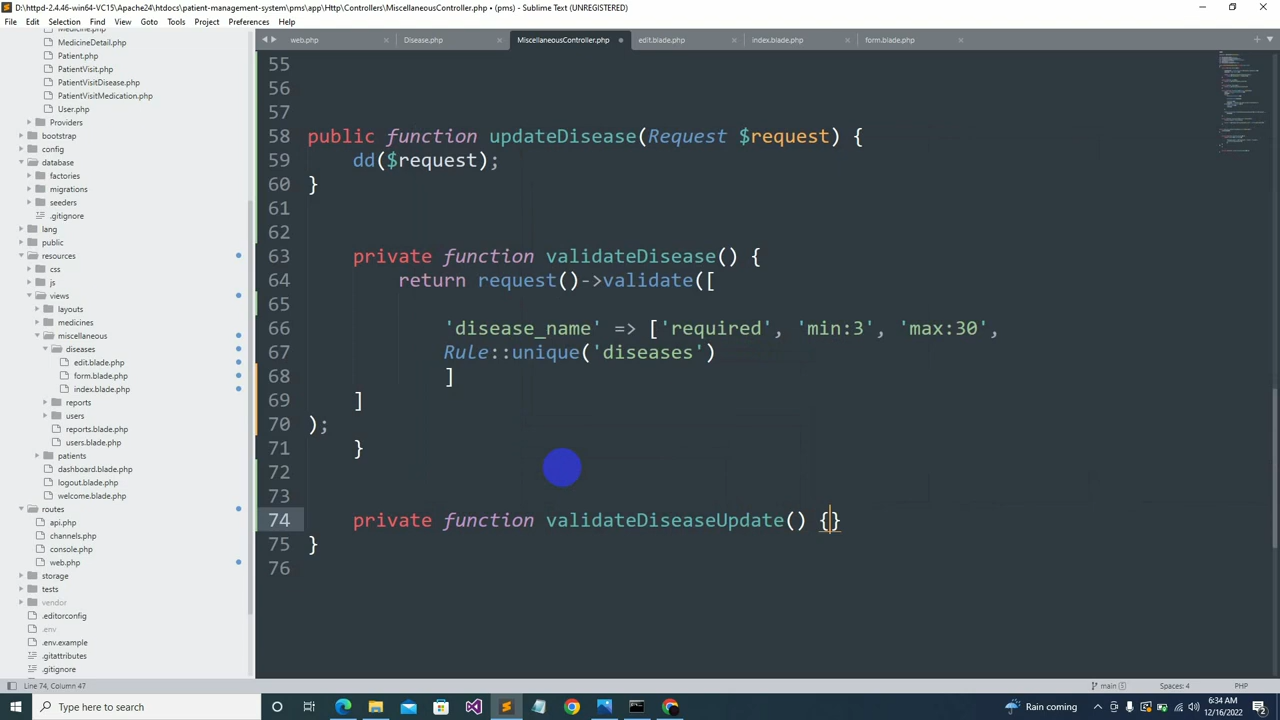 D:\httpd-2.4.46-win64-VC15\Apache24\htdocs\patient-management-system\pms\app\Http\Controllers\MiscellaneousController.php • (pms) - Sublime Text (UNREGISTERED)
File Edit Selection Find View Goto Tools Project Preferences Help
web.php Disease.php MiscellaneousController.php edit.blade.php index.blade.php form.blade.php
Medicine.php
MedicineDetail.php
Patient.php
PatientVisit.php
PatientVisitDisease.php
PatientVisitMedication.php
User.php
Providers
bootstrap
config
database
factories
migrations
seeders
.gitignore
lang
public
resources
css
js
views
layouts
medicines
miscellaneous
diseases
edit.blade.php
form.blade.php
index.blade.php
reports
users
reports.blade.php
users.blade.php
patients
dashboard.blade.php
logout.blade.php
welcome.blade.php
routes
api.php
channels.php
console.php
web.php
storage
tests
vendor
.editorconfig
.env
.env.example
.gitattributes
.gitignore
55
56
57
58 public function updateDisease(Request $request) {
59 dd($request);
60 }
61
62
63 private function validateDisease() {
64 return request()->validate([
65
66 'disease_name' => ['required', 'min:3', 'max:30',
67 Rule::unique('diseases')
68 ]
69 ]
70 );
71 }
72
73
74 private function validateDiseaseUpdate() {}
75 }
76
Line 74, Column 47 main 5 Spaces: 4 PHP
Type here to search Rain coming 6:34 AM
12/16/2022 2